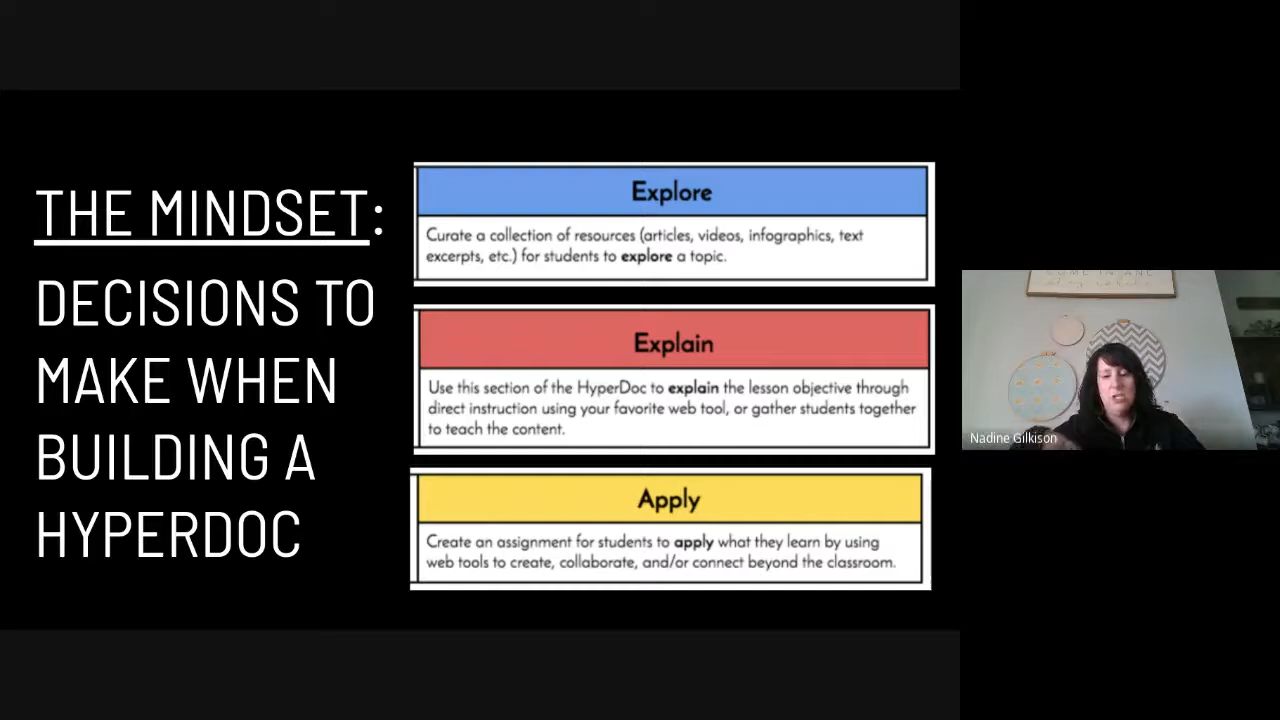 THE MINDSET:
DECISIONS TO
MAKE WHEN
BUILDING A
HYPERDOC
Explore
Curate a collection of resources (articles, videos, infographics, text
excerpts, etc.) for students to explore a topic.
Explain
Use this section of the HyperDoc to explain the lesson objective through
direct instruction using your favorite web tool, or gather students together
to teach the content.
Apply
Create an assignment for students to apply what they learn by using
web tools to create, collaborate, and/or connect beyond the classroom.
COME IN AND
Nadine Gilkison